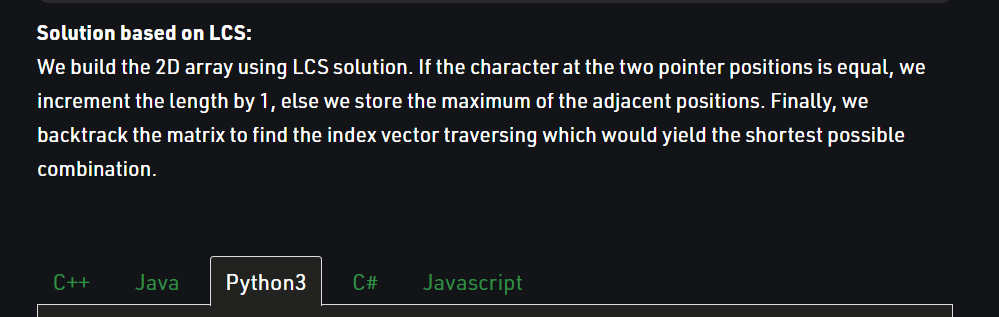 Solution based on LCS:
We build the 2D array using LCS solution. If the character at the two pointer positions is equal, we
increment the length by 1, else we store the maximum of the adjacent positions. Finally, we
backtrack the matrix to find the index vector traversing which would yield the shortest possible
combination.
C++ Java Python3 C# Javascript